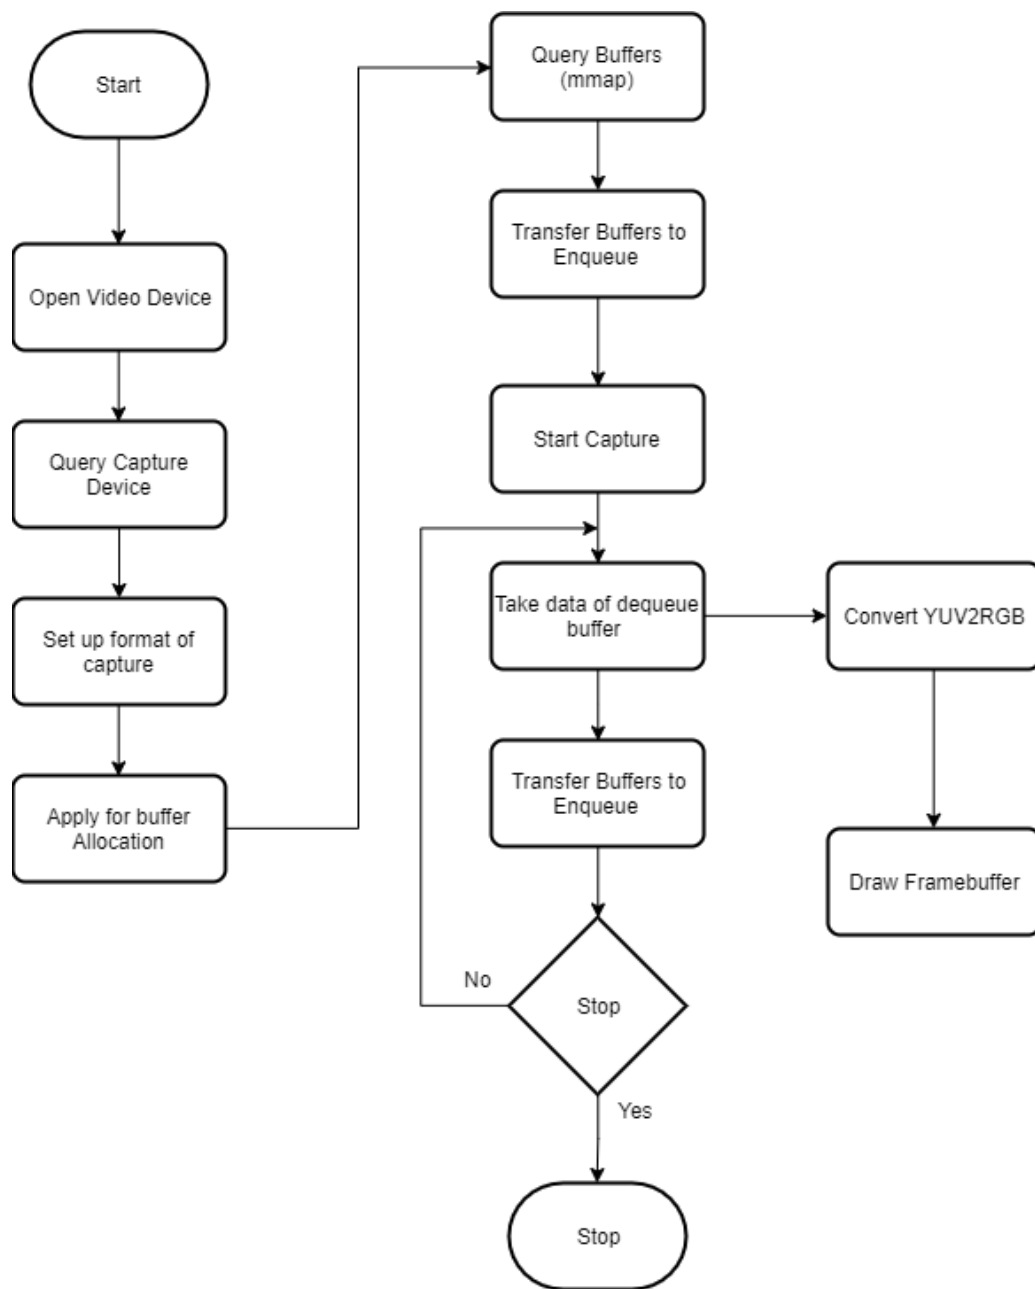 Start
Open Video Device
Query Capture
Device
Set up format of
capture
Apply for buffer
Allocation
Query Buffers
(mmap)
Transfer Buffers to
Enqueue
Start Capture
Take data of dequeue
buffer
Convert YUV2RGB
Draw Framebuffer
Transfer Buffers to
Enqueue
Stop
No
Yes
Stop